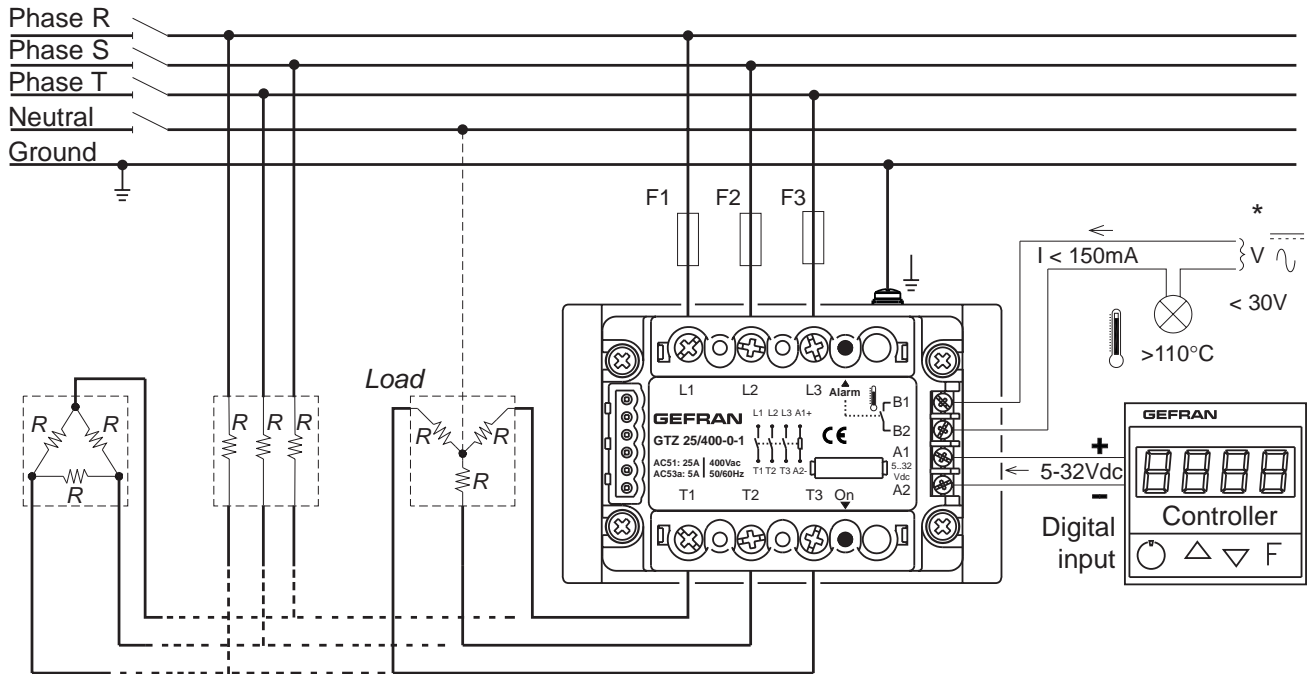 Phase R
Phase S
Phase T
Neutral
Ground
F1 F2 F3
*
I < 150mA
V
< 30V
>110°C
Load
R R R
R R R
R R
R
L1 L2 L3 Alarm
B1
B2
GEFRAN
GTZ 25/400-0-1
AC51: 25A 400Vac
AC53a: 5A 50/60Hz
L1 L2 L3 A1+
T1 T2 T3 A2-
CE
A1
5..32
Vdc
A2
T1 T2 T3 On
+
5-32Vdc
−
Digital
input
GEFRAN
8888
Controller
F